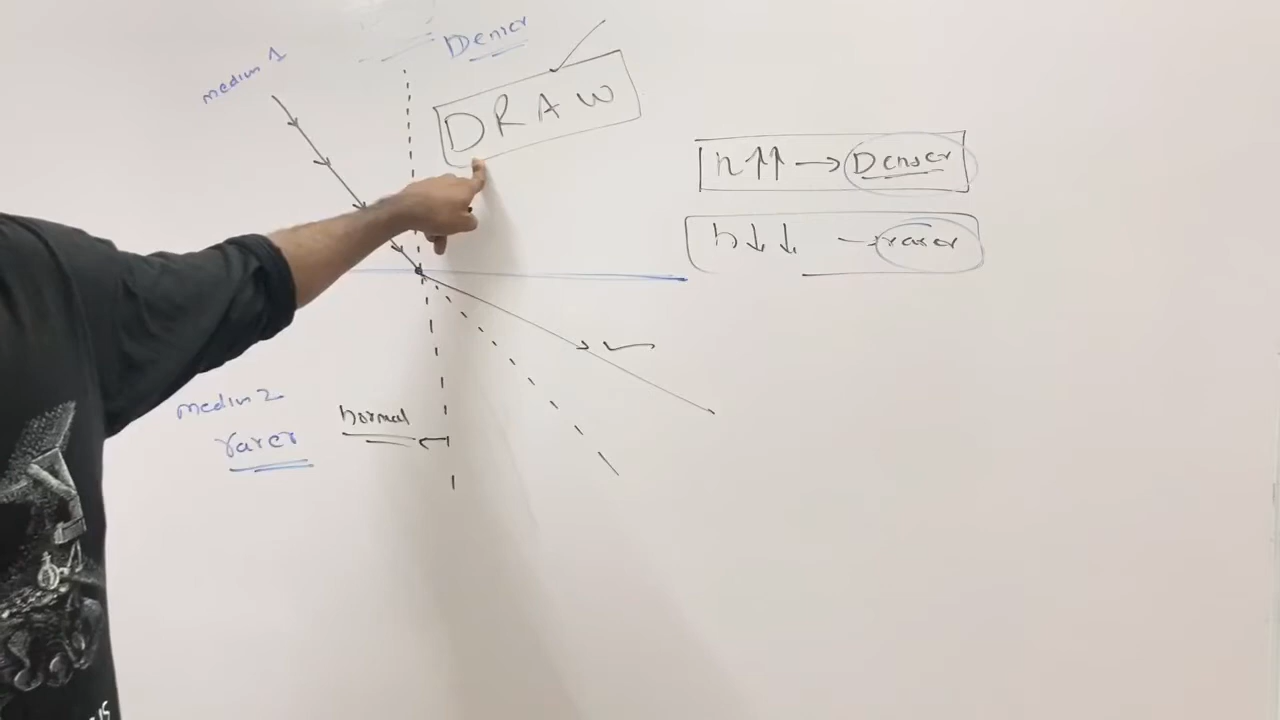 Denser
medium 1
DRAW
n↑↑ → Denser
n↓↓ → rarer
medium 2
normal
rarer